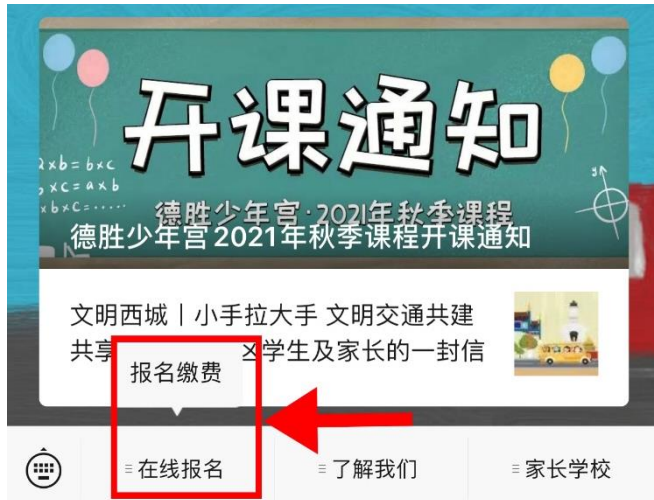 开课通知
a×b=b×c
b×c=a×b
x b×c=......
德胜少年宫·2021年秋季课程
德胜少年宫2021年秋季课程开课通知
文明西城丨小手拉大手 文明交通共建
共享 区学生及家长的一封信
报名缴费
在线报名
了解我们
家长学校